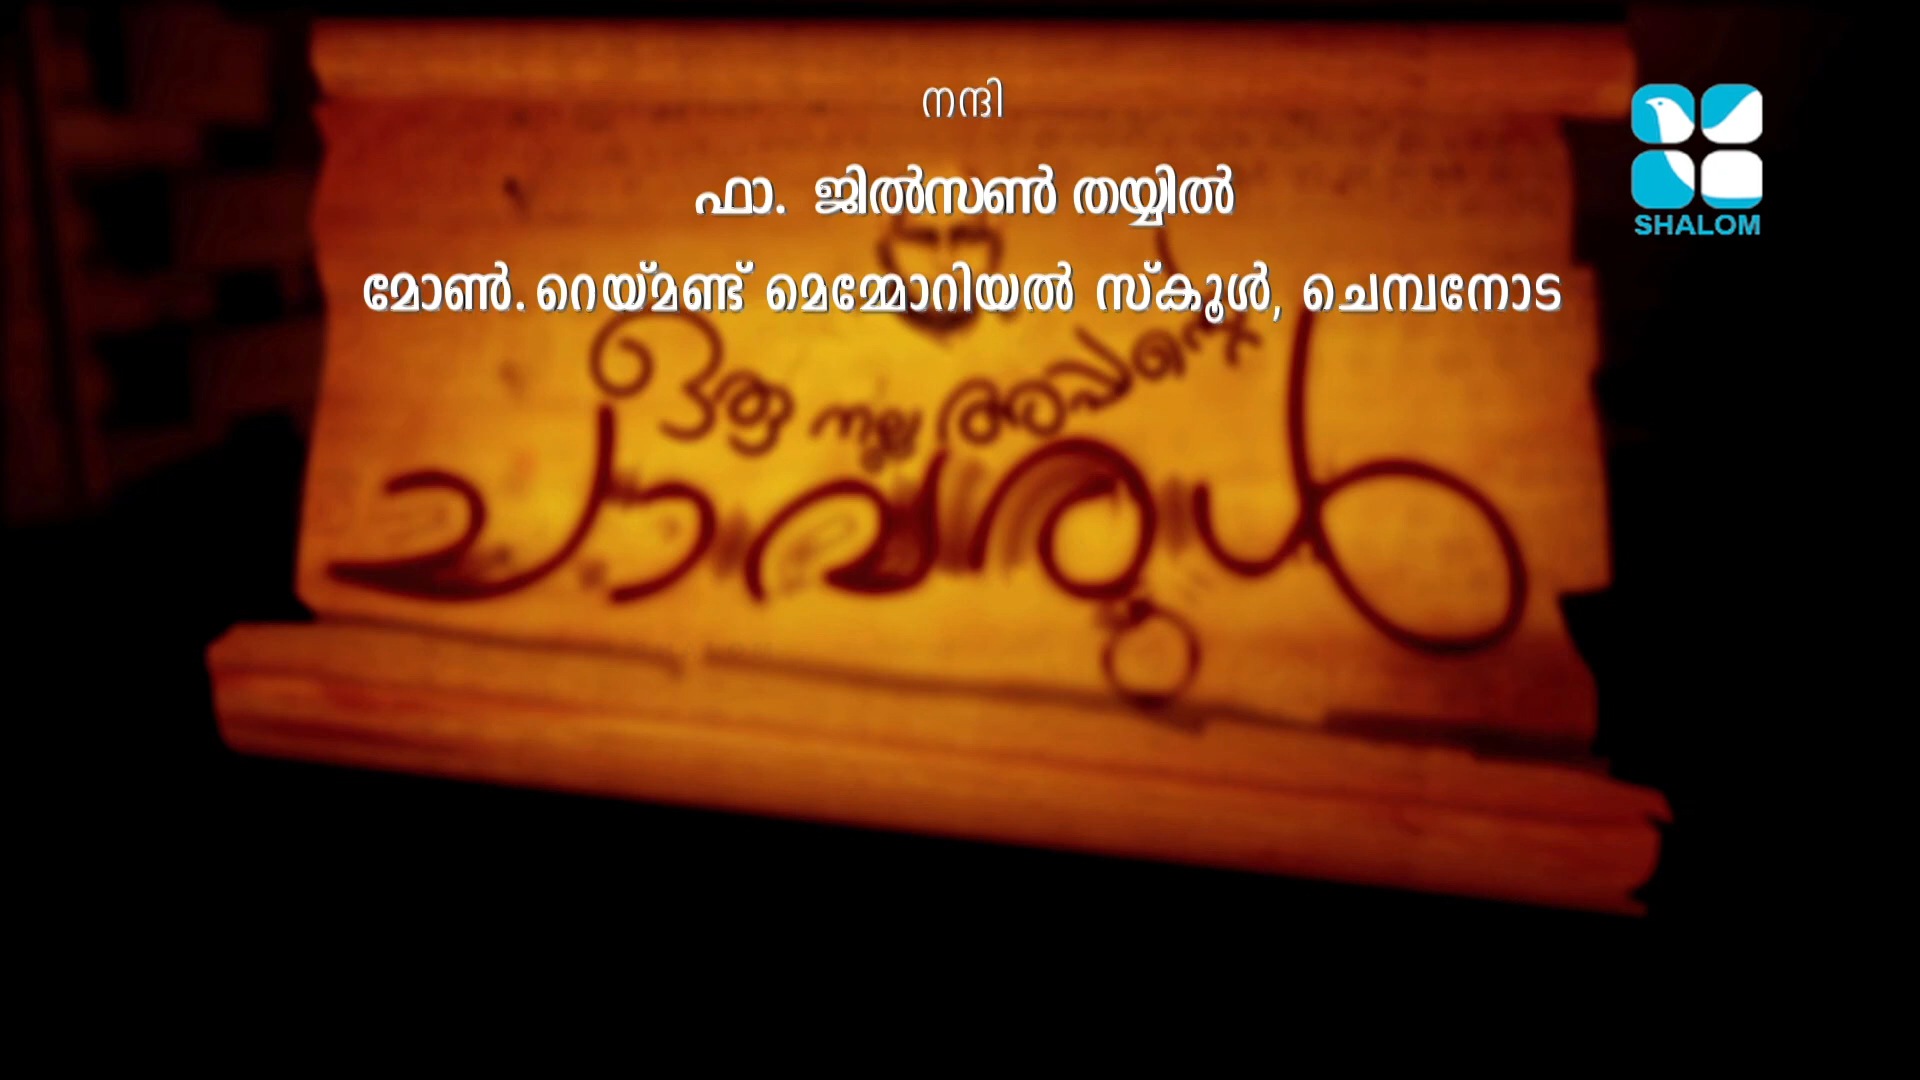 നന്ദി
ഫാ. ജിൽസൺ തയ്യിൽ
SHALOM
മോൺ. റെയ്മണ്ട് മെമ്മോറിയൽ സ്കൂൾ, ചെമ്പനോട
ഒരു നല്ല അപ്പന്റെ
ചാവരുൾ